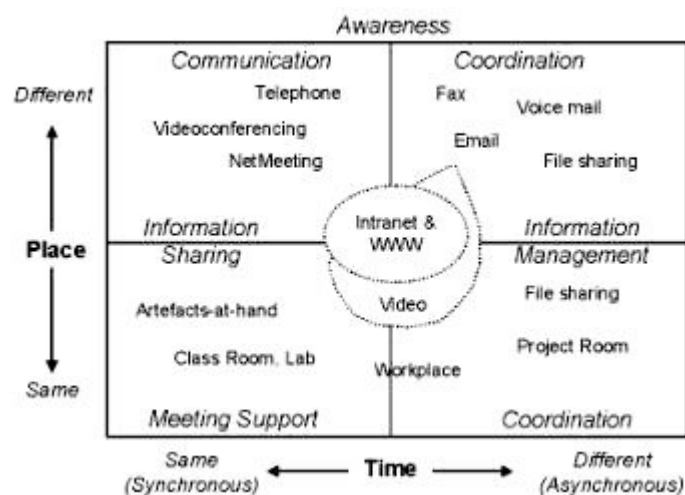 Awareness
Communication
Coordination
Different
Telephone
Fax
Voice mail
Videoconferencing
Email
NetMeeting
File sharing
Intranet &
WWW
Information
Information
Place
Sharing
Management
File sharing
Video
Artefacts-at-hand
Class Room, Lab
Project Room
Workplace
Same
Meeting Support
Coordination
Same
(Synchronous)
Time
Different
(Asynchronous)